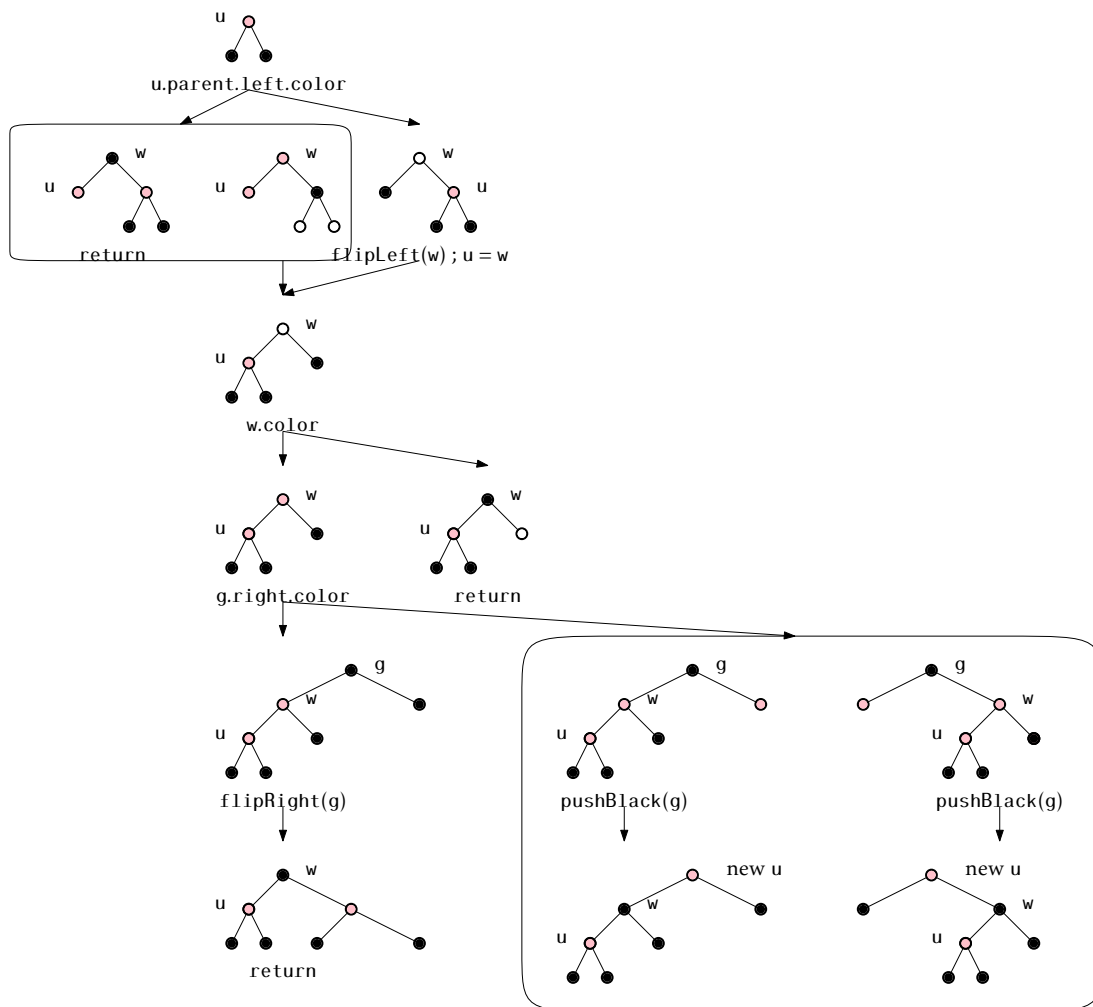 u
u.parent.left.color
w w w
u u u
return flipLeft(w) ; u = w
w
u
w.color
w w
u u
g.right.color return
g g g
w w w
u u u
flipRight(g) pushBlack(g) pushBlack(g)
w new u new u
u w w
return u u